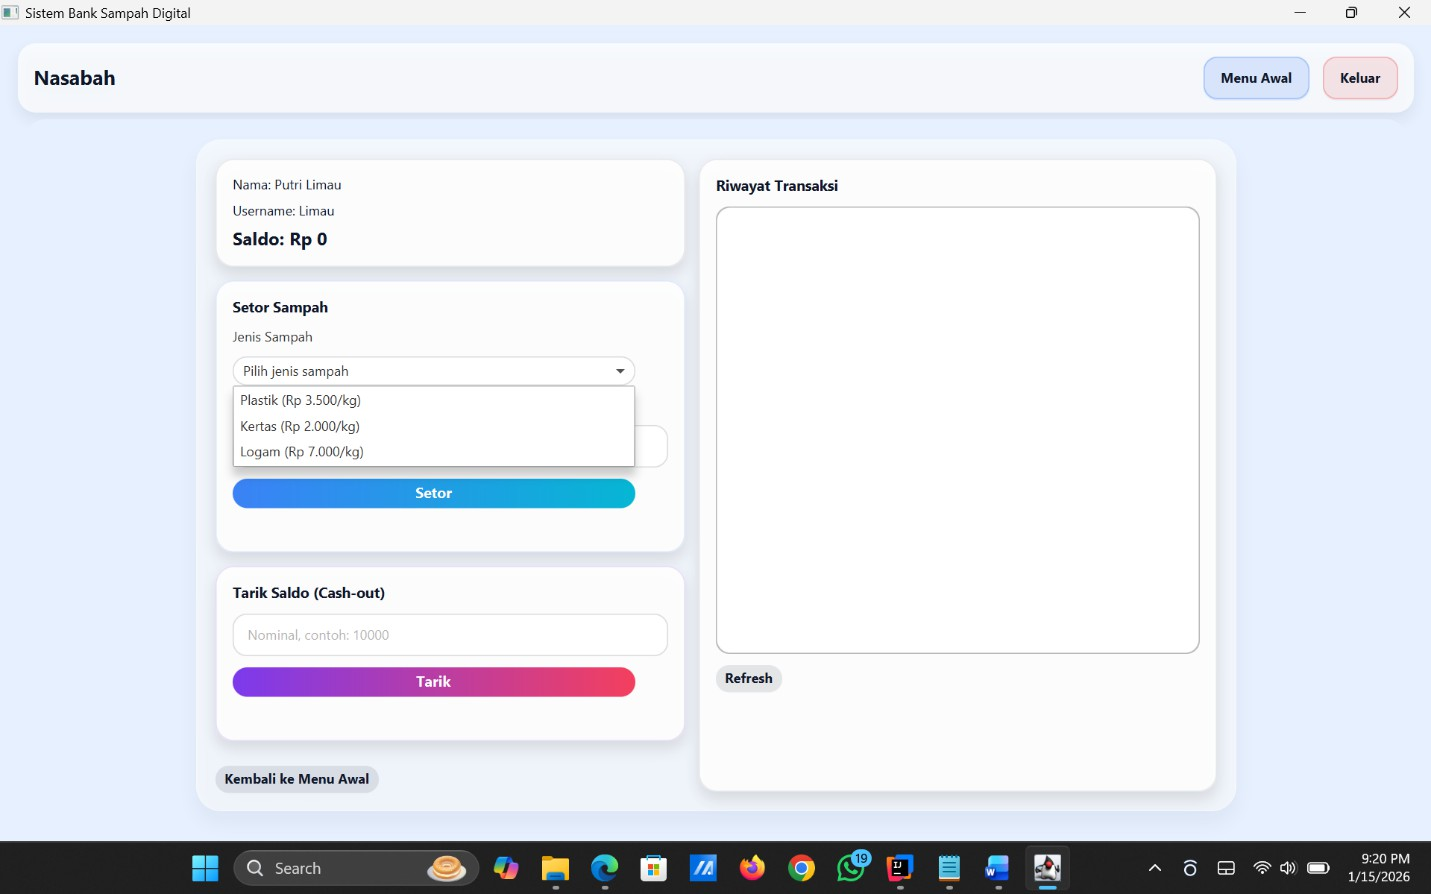 Sistem Bank Sampah Digital
Nasabah
Menu Awal
Keluar
Nama: Putri Limau
Username: Limau
Saldo: Rp 0
Setor Sampah
Jenis Sampah
Pilih jenis sampah
Plastik (Rp 3.500/kg)
Kertas (Rp 2.000/kg)
Logam (Rp 7.000/kg)
Setor
Tarik Saldo (Cash-out)
Nominal, contoh: 10000
Tarik
Kembali ke Menu Awal
Riwayat Transaksi
Refresh
Search
19
9:20 PM
1/15/2026